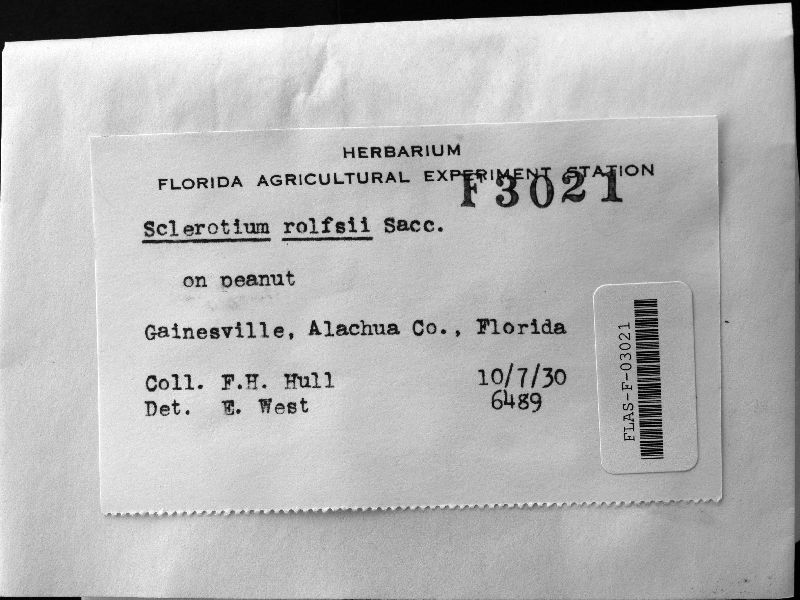 HERBARIUM
FLORIDA AGRICULTURAL EXPERIMENT STATION
F3021
Sclerotium rolfsii Sacc.
on peanut
Gainesville, Alachua Co., Florida
Coll. F.H. Hull 10/7/30
Det. E. West 6489
FLAS-F-03021